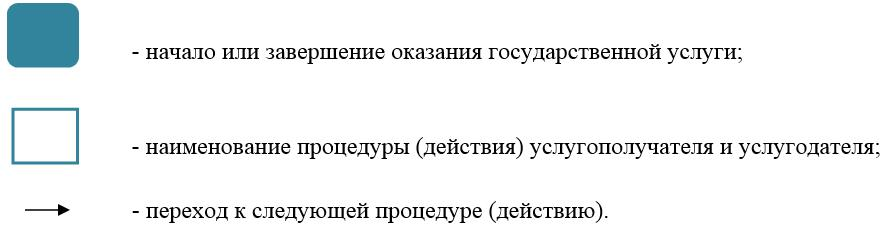 - начало или завершение оказания государственной услуги;
- наименование процедуры (действия) услугополучателя и услугодателя;
- переход к следующей процедуре (действию).